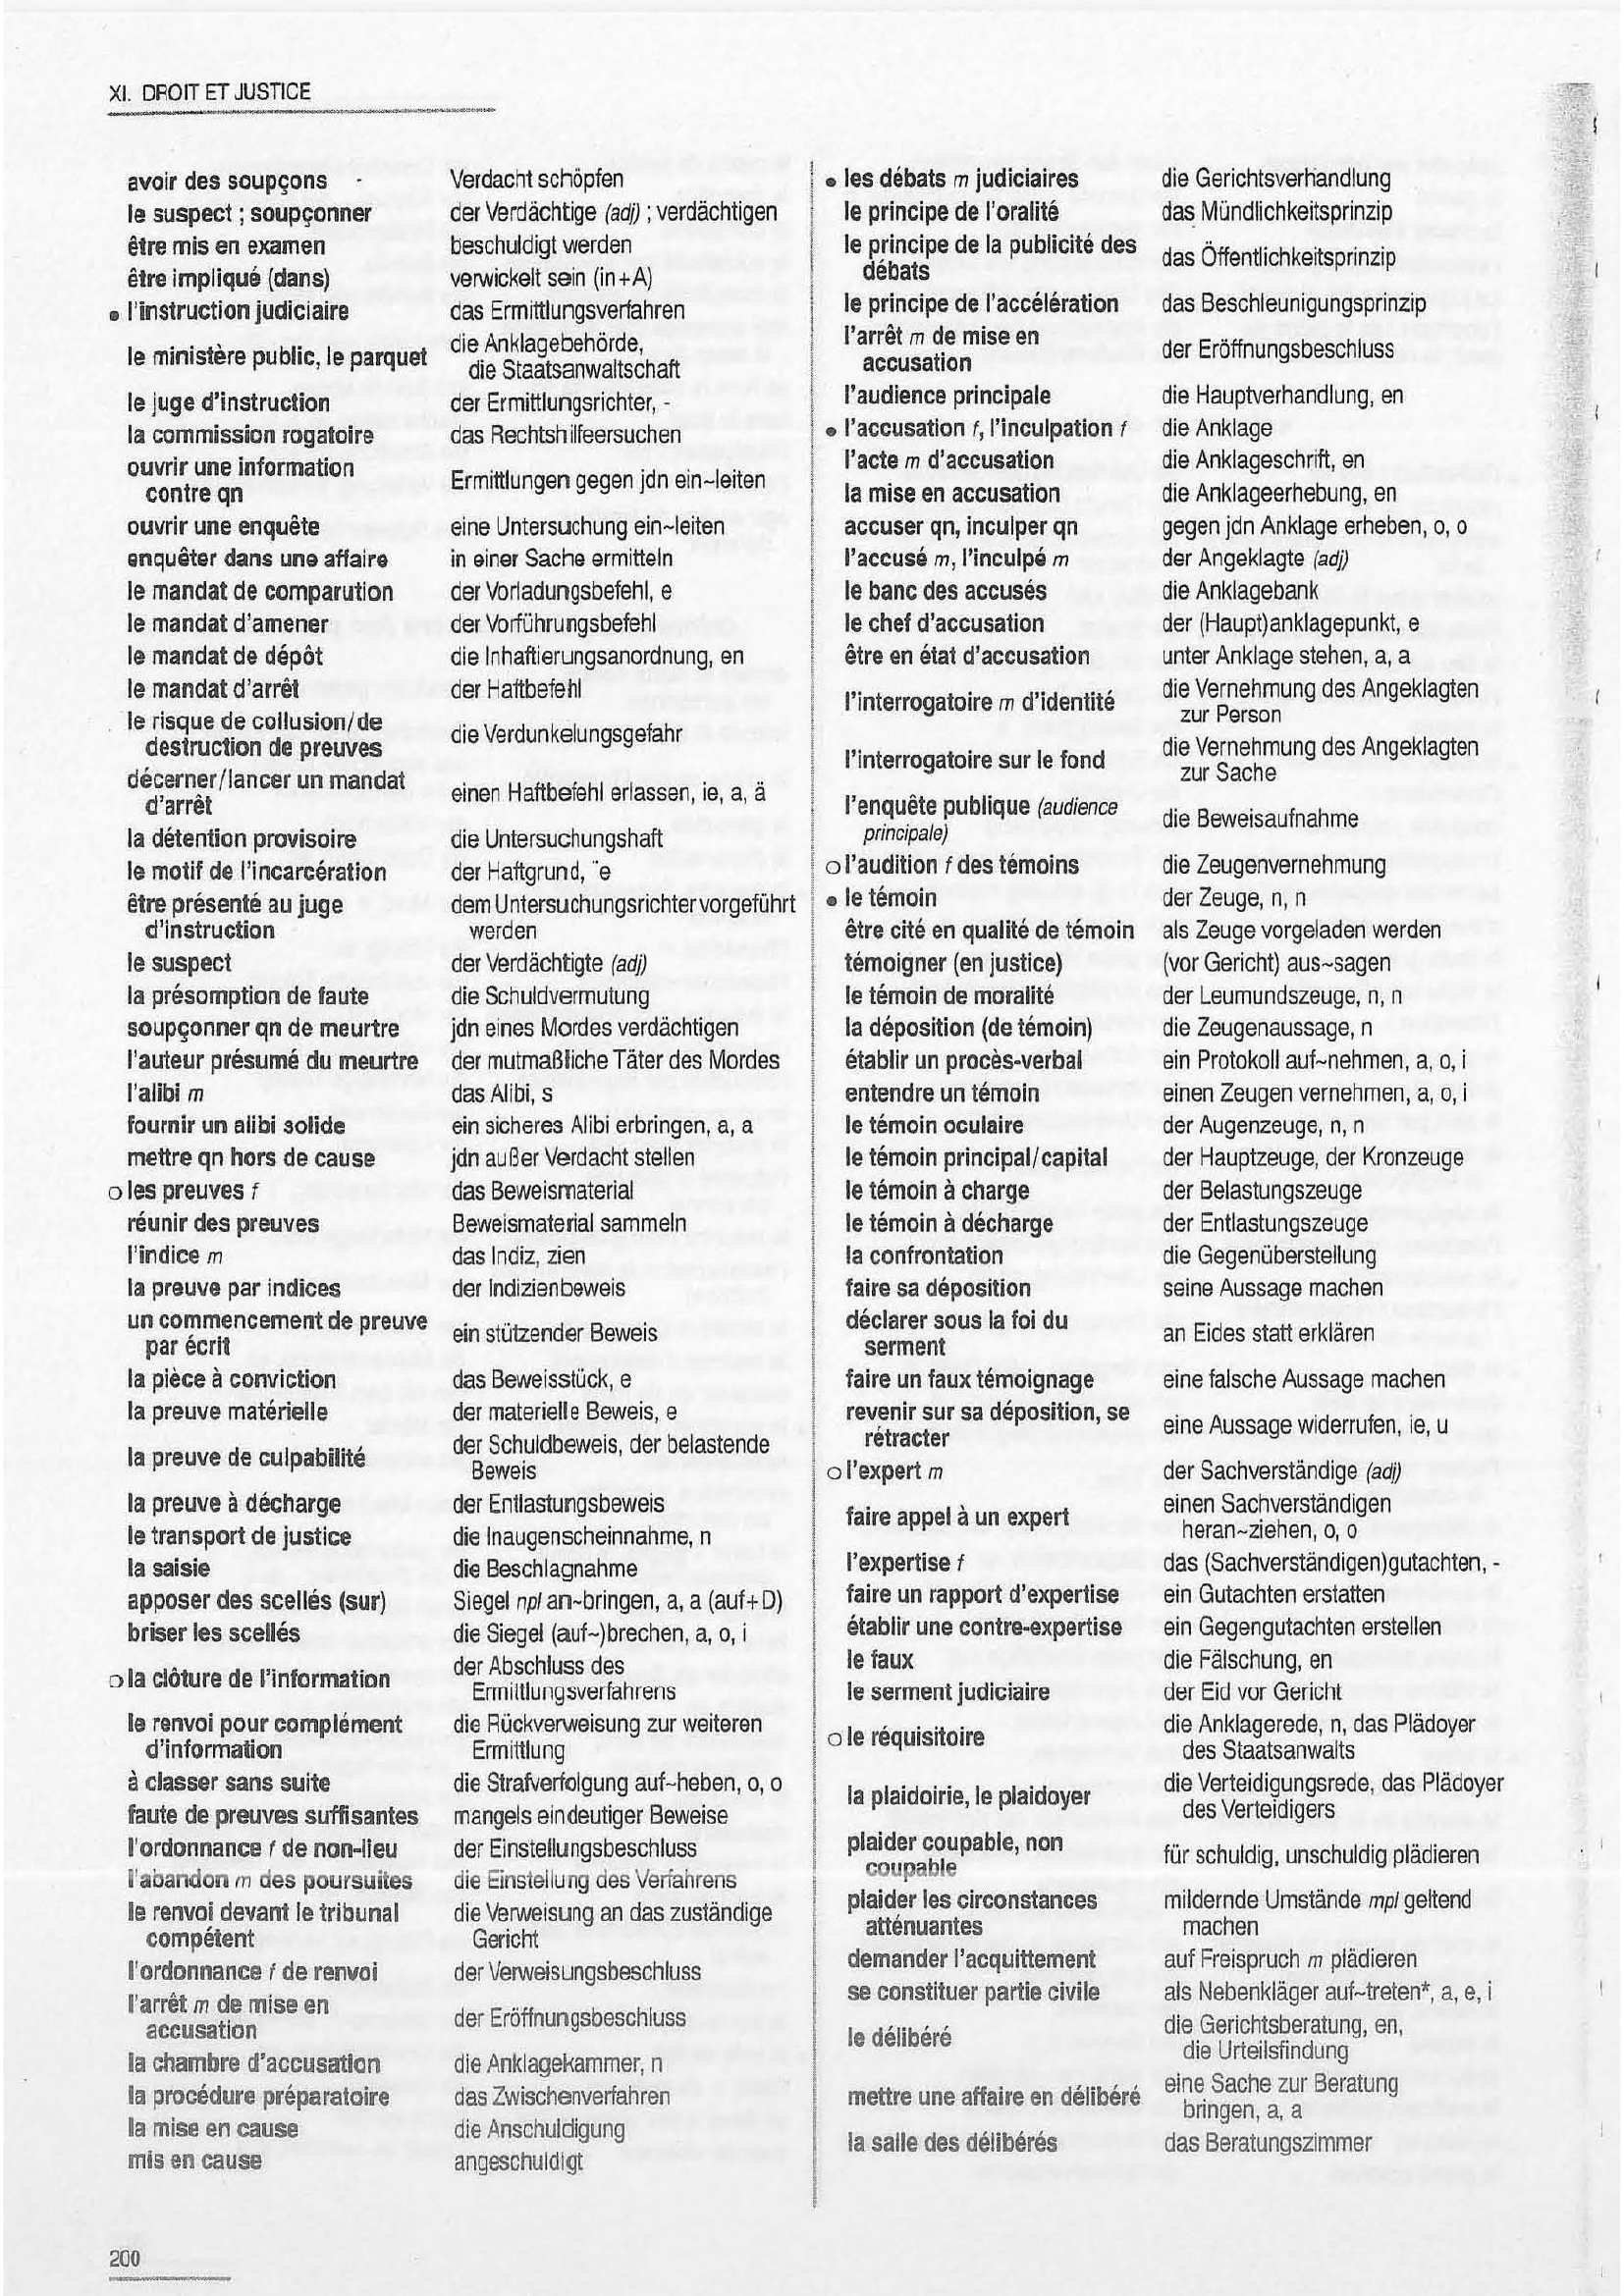 XI. DROIT ET JUSTICE
avoir des soupçons Verdacht schöpfen
le suspect ; soupçonner der Verdächtige (adj) ; verdächtigen
être mis en examen beschuldigt werden
être impliqué (dans) verwickelt sein (in+A)
• l'instruction judiciaire das Ermittlungsverfahren
le ministère public, le parquet die Anklagebehörde,
die Staatsanwaltschaft
le juge d'instruction der Ermittlungsrichter, -
la commission rogatoire das Rechtshilfeersuchen
ouvrir une information
contre qn Ermittlungen gegen jdn ein~leiten
ouvrir une enquête eine Untersuchung ein~leiten
enquêter dans une affaire in einer Sache ermitteln
le mandat de comparution der Vorladungsbefehl, e
le mandat d'amener der Vorführungsbefehl
le mandat de dépôt die Inhaftierungsanordnung, en
le mandat d'arrêt der Haftbefehl
le risque de collusion/de
destruction de preuves die Verdunkelungsgefahr
décerner/lancer un mandat
d'arrêt einen Haftbefehl erlassen, ie, a, ä
la détention provisoire die Untersuchungshaft
le motif de l'incarcération der Haftgrund, ¨e
être présenté au juge dem Untersuchungsrichter vorgeführt
d'instruction werden
le suspect der Verdächtigte (adj)
la présomption de faute die Schuldvermutung
soupçonner qn de meurtre jdn eines Mordes verdächtigen
l'auteur présumé du meurtre der mutmaßliche Täter des Mordes
l'alibi m das Alibi, s
fournir un alibi solide ein sicheres Alibi erbringen, a, a
mettre qn hors de cause jdn außer Verdacht stellen
o les preuves f das Beweismaterial
réunir des preuves Beweismaterial sammeln
l'indice m das Indiz, zien
la preuve par indices der Indizienbeweis
un commencement de preuve
par écrit ein stützender Beweis
la pièce à conviction das Beweisstück, e
la preuve matérielle der materielle Beweis, e
la preuve de culpabilité der Schuldbeweis, der belastende
Beweis
la preuve à décharge der Entlastungsbeweis
le transport de justice die Inaugenscheinnahme, n
la saisie die Beschlagnahme
apposer des scellés (sur) Siegel npl an~bringen, a, a (auf+D)
briser les scellés die Siegel (auf~)brechen, a, o, i
o la clôture de l'information der Abschluss des
Ermittlungsverfahrens
le renvoi pour complément die Rückverweisung zur weiteren
d'information Ermittlung
à classer sans suite die Strafverfolgung auf~heben, o, o
faute de preuves suffisantes mangels eindeutiger Beweise
l'ordonnance f de non-lieu der Einstellungsbeschluss
l'abandon m des poursuites die Einstellung des Verfahrens
le renvoi devant le tribunal die Verweisung an das zuständige
compétent Gericht
l'ordonnance f de renvoi der Verweisungsbeschluss
l'arrêt m de mise en
accusation der Eröffnungsbeschluss
la chambre d'accusation die Anklagekammer, n
la procédure préparatoire das Zwischenverfahren
la mise en cause die Anschuldigung
mis en cause angeschuldigt
• les débats m judiciaires die Gerichtsverhandlung
le principe de l'oralité das Mündlichkeitsprinzip
le principe de la publicité des
débats das Öffentlichkeitsprinzip
le principe de l'accélération das Beschleunigungsprinzip
l'arrêt m de mise en
accusation der Eröffnungsbeschluss
l'audience principale die Hauptverhandlung, en
• l'accusation f, l'inculpation f die Anklage
l'acte m d'accusation die Anklageschrift, en
la mise en accusation die Anklageerhebung, en
accuser qn, inculper qn gegen jdn Anklage erheben, o, o
l'accusé m, l'inculpé m der Angeklagte (adj)
le banc des accusés die Anklagebank
le chef d'accusation der (Haupt)anklagepunkt, e
être en état d'accusation unter Anklage stehen, a, a
l'interrogatoire m d'identité die Vernehmung des Angeklagten
zur Person
l'interrogatoire sur le fond die Vernehmung des Angeklagten
zur Sache
l'enquête publique (audience
principale) die Beweisaufnahme
o l'audition f des témoins die Zeugenvernehmung
• le témoin der Zeuge, n, n
être cité en qualité de témoin als Zeuge vorgeladen werden
témoigner (en justice) (vor Gericht) aus~sagen
le témoin de moralité der Leumundszeuge, n, n
la déposition (de témoin) die Zeugenaussage, n
établir un procès-verbal ein Protokoll auf~nehmen, a, o, i
entendre un témoin einen Zeugen vernehmen, a, o, i
le témoin oculaire der Augenzeuge, n, n
le témoin principal/capital der Hauptzeuge, der Kronzeuge
le témoin à charge der Belastungszeuge
le témoin à décharge der Entlastungszeuge
la confrontation die Gegenüberstellung
faire sa déposition seine Aussage machen
déclarer sous la foi du
serment an Eides statt erklären
faire un faux témoignage eine falsche Aussage machen
revenir sur sa déposition, se
rétracter eine Aussage widerrufen, ie, u
o l'expert m der Sachverständige (adj)
faire appel à un expert einen Sachverständigen
heran~ziehen, o, o
l'expertise f das (Sachverständigen)gutachten, -
faire un rapport d'expertise ein Gutachten erstatten
établir une contre-expertise ein Gegengutachten erstellen
le faux die Fälschung, en
le serment judiciaire der Eid vor Gericht
o le réquisitoire die Anklagerede, n, das Plädoyer
des Staatsanwalts
la plaidoirie, le plaidoyer die Verteidigungsrede, das Plädoyer
des Verteidigers
plaider coupable, non
coupable für schuldig, unschuldig plädieren
plaider les circonstances mildernde Umstände mpl geltend
atténuantes machen
demander l'acquittement auf Freispruch m plädieren
se constituer partie civile als Nebenkläger auf~treten*, a, e, i
le délibéré die Gerichtsberatung, en,
die Urteilsfindung
mettre une affaire en délibéré eine Sache zur Beratung
bringen, a, a
la salle des délibérés das Beratungszimmer
200